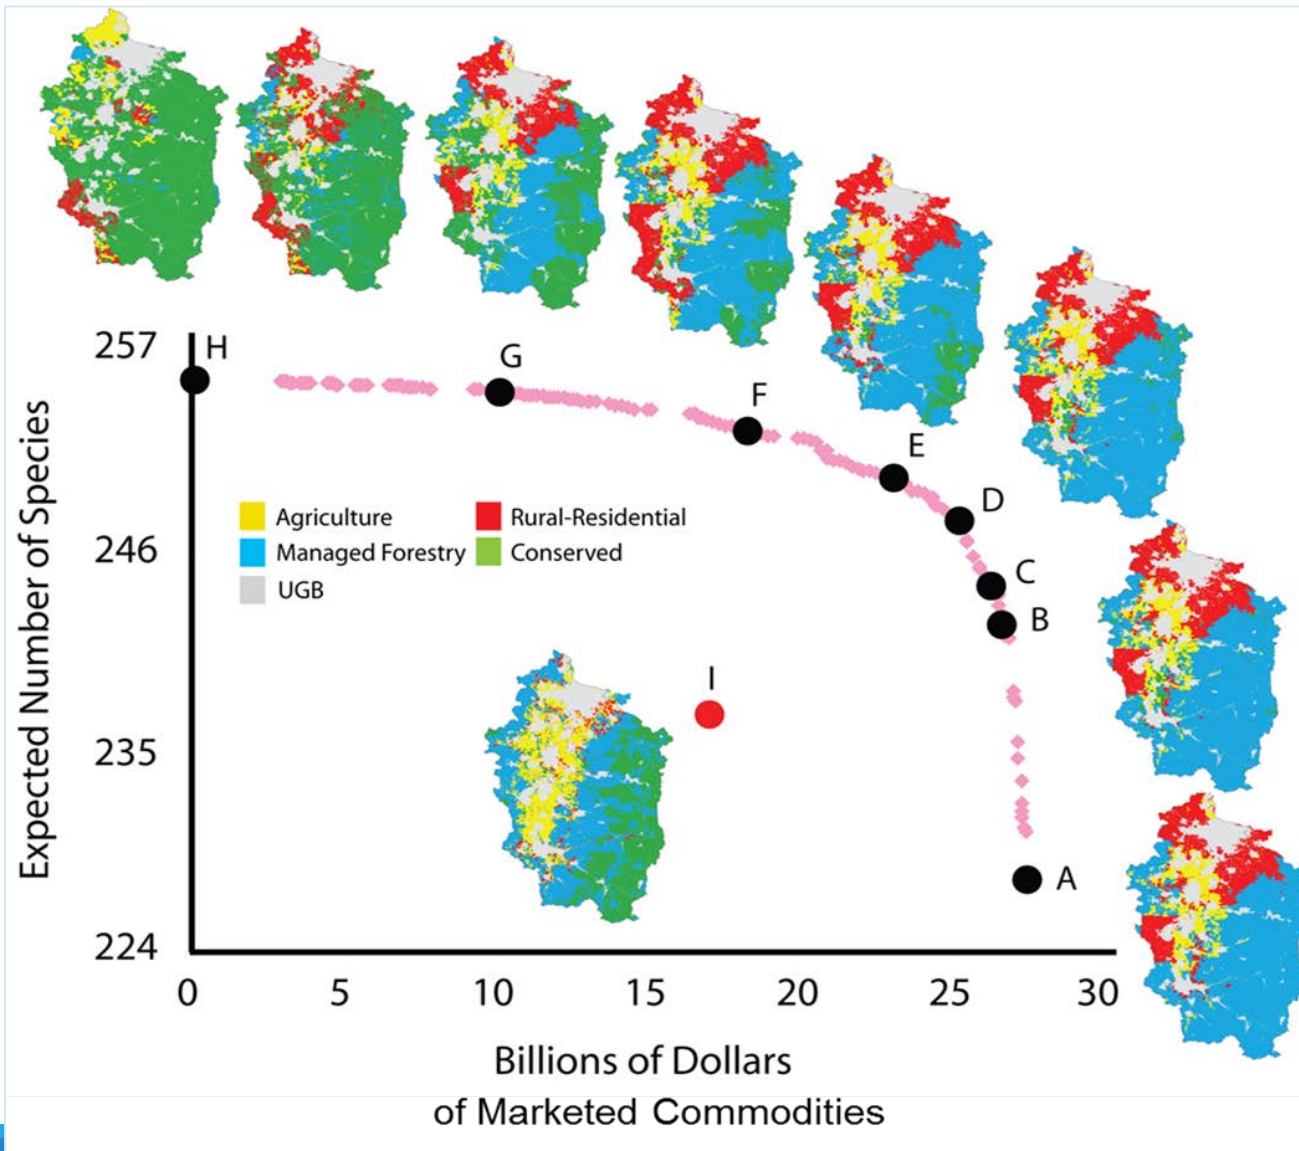 257
H
G
F
E
D
C
B
A
I
Expected Number of Species
246
235
224
Agriculture
Rural-Residential
Managed Forestry
Conserved
UGB
0 5 10 15 20 25 30
Billions of Dollars
of Marketed Commodities